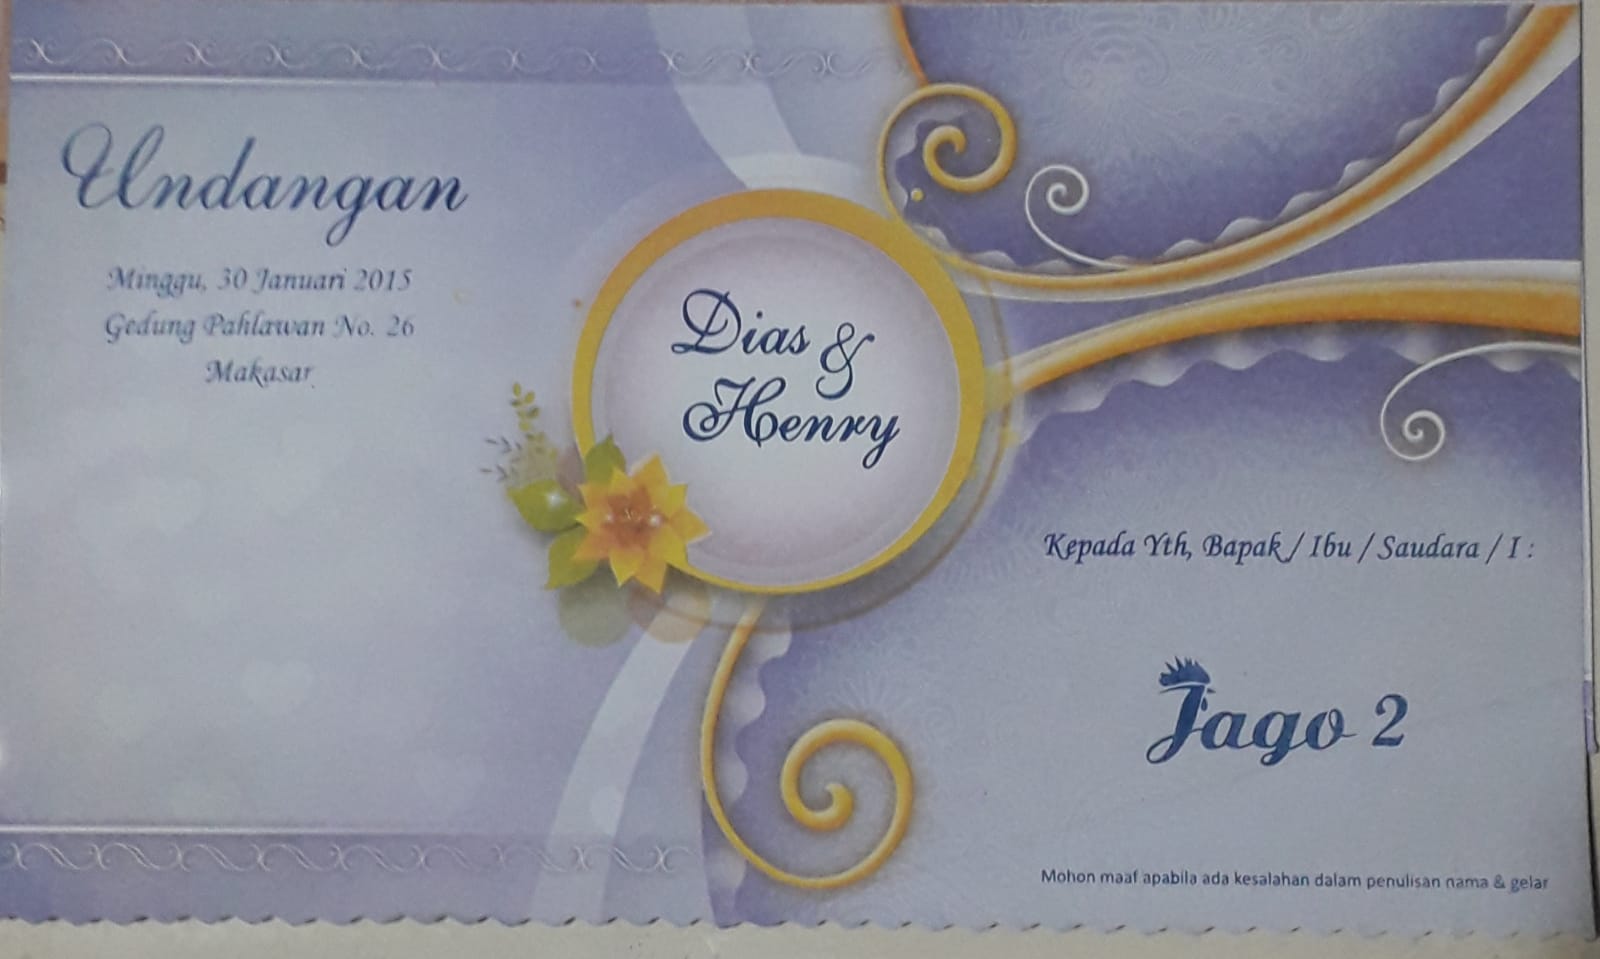 Undangan
Minggu, 30 Januari 2015
Gedung Pahlawan No. 26
Makasar
Dias &
Henry
Kepada Yth, Bapak / Ibu / Saudara / I :
Jago 2
Mohon maaf apabila ada kesalahan dalam penulisan nama & gelar